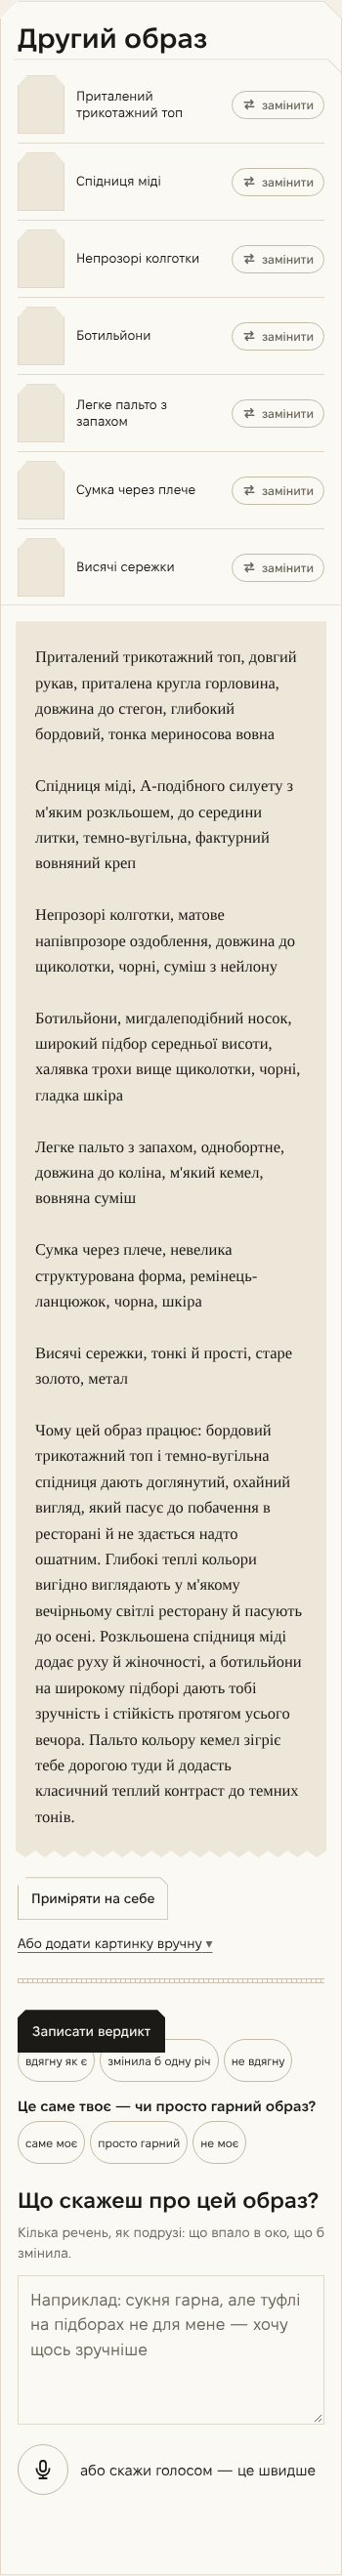 Другий образ
Приталений
трикотажний топ
замінити
Спідниця міді
замінити
Непрозорі колготки
замінити
Ботильйони
замінити
Легке пальто з
запахом
замінити
Сумка через плече
замінити
Висячі сережки
замінити
Приталений трикотажний топ, довгий
рукав, приталена кругла горловина,
довжина до стегон, глибокий
бордовий, тонка мериносова вовна
Спідниця міді, А-подібного силуету з
м'яким розкльошем, до середини
литки, темно-вугільна, фактурний
вовняний креп
Непрозорі колготки, матове
напівпрозоре оздоблення, довжина до
щиколотки, чорні, суміш з нейлону
Ботильйони, мигдалеподібний носок,
широкий підбор середньої висоти,
халявка трохи вище щиколотки, чорні,
гладка шкіра
Легке пальто з запахом, однобортне,
довжина до коліна, м'який кемел,
вовняна суміш
Сумка через плече, невелика
структурована форма, ремінець-
ланцюжок, чорна, шкіра
Висячі сережки, тонкі й прості, старе
золото, метал
Чому цей образ працює: бордовий
трикотажний топ і темно-вугільна
спідниця дають доглянутий, охайний
вигляд, який пасує до побачення в
ресторані й не здається надто
ошатним. Глибокі теплі кольори
вигідно виглядають у м'якому
вечірньому світлі ресторану й пасують
до осені. Розкльошена спідниця міді
додає руху й жіночності, а ботильйони
на широкому підборі дають тобі
зручність і стійкість протягом усього
вечора. Пальто кольору кемел зігріє
тебе дорогою туди й додасть
класичний теплий контраст до темних
тонів.
Приміряти на себе
Або додати картинку вручну ▾
Записати вердикт
вдягну як є
змінила б одну річ
не вдягну
Це саме твоє — чи просто гарний образ?
саме моє
просто гарний
не моє
Що скажеш про цей образ?
Кілька речень, як подрузі: що впало в око, що б
змінила.
Наприклад: сукня гарна, але туфлі
на підборах не для мене — хочу
щось зручніше
або скажи голосом — це швидше